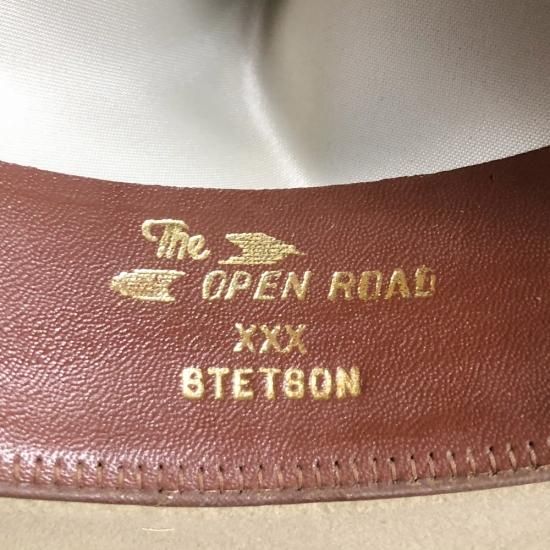 The
OPEN ROAD
XXX
STETSON